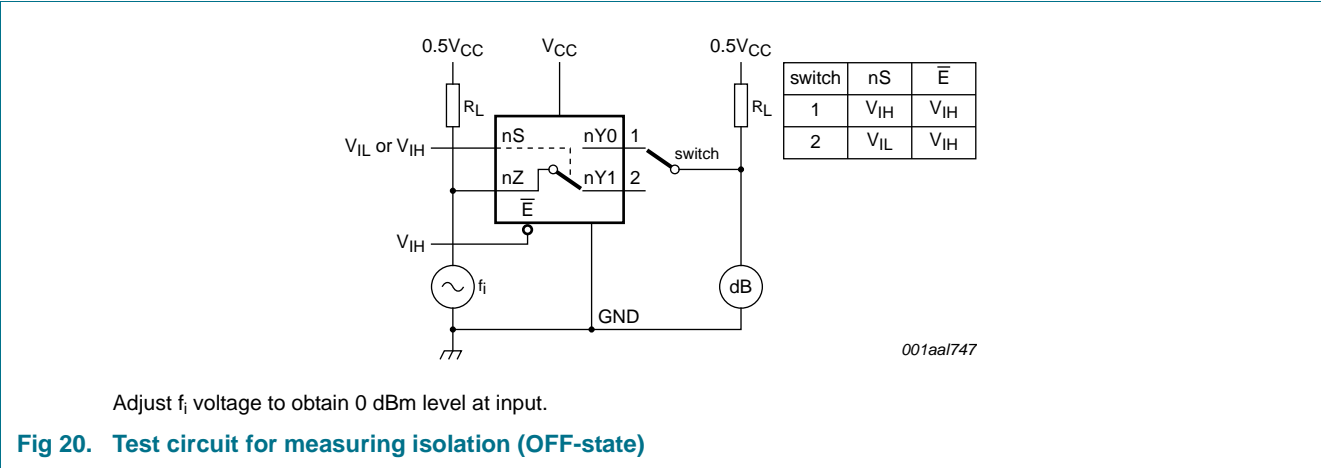 0.5VCC VCC 0.5VCC
switch nS E̅
RL RL
1 VIH VIH
nS nY0 1
VIL or VIH switch
2 VIL VIH
nZ nY1 2
E̅
VIH
fi dB
GND
001aal747
Adjust fi voltage to obtain 0 dBm level at input.
Fig 20. Test circuit for measuring isolation (OFF-state)